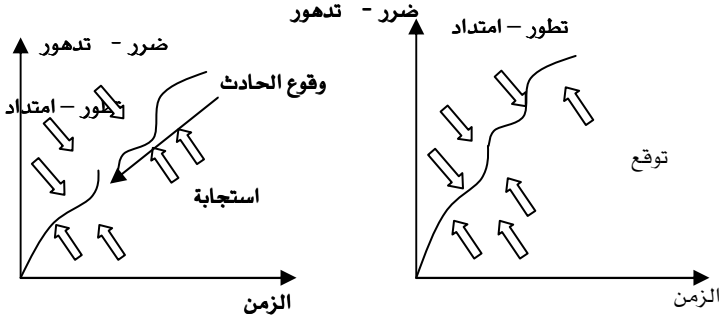 ضرر - تدهور
تطور – امتداد
توقع
الزمن
ضرر - تدهور
وقوع الحادث
تطور – امتداد
استجابة
الزمن